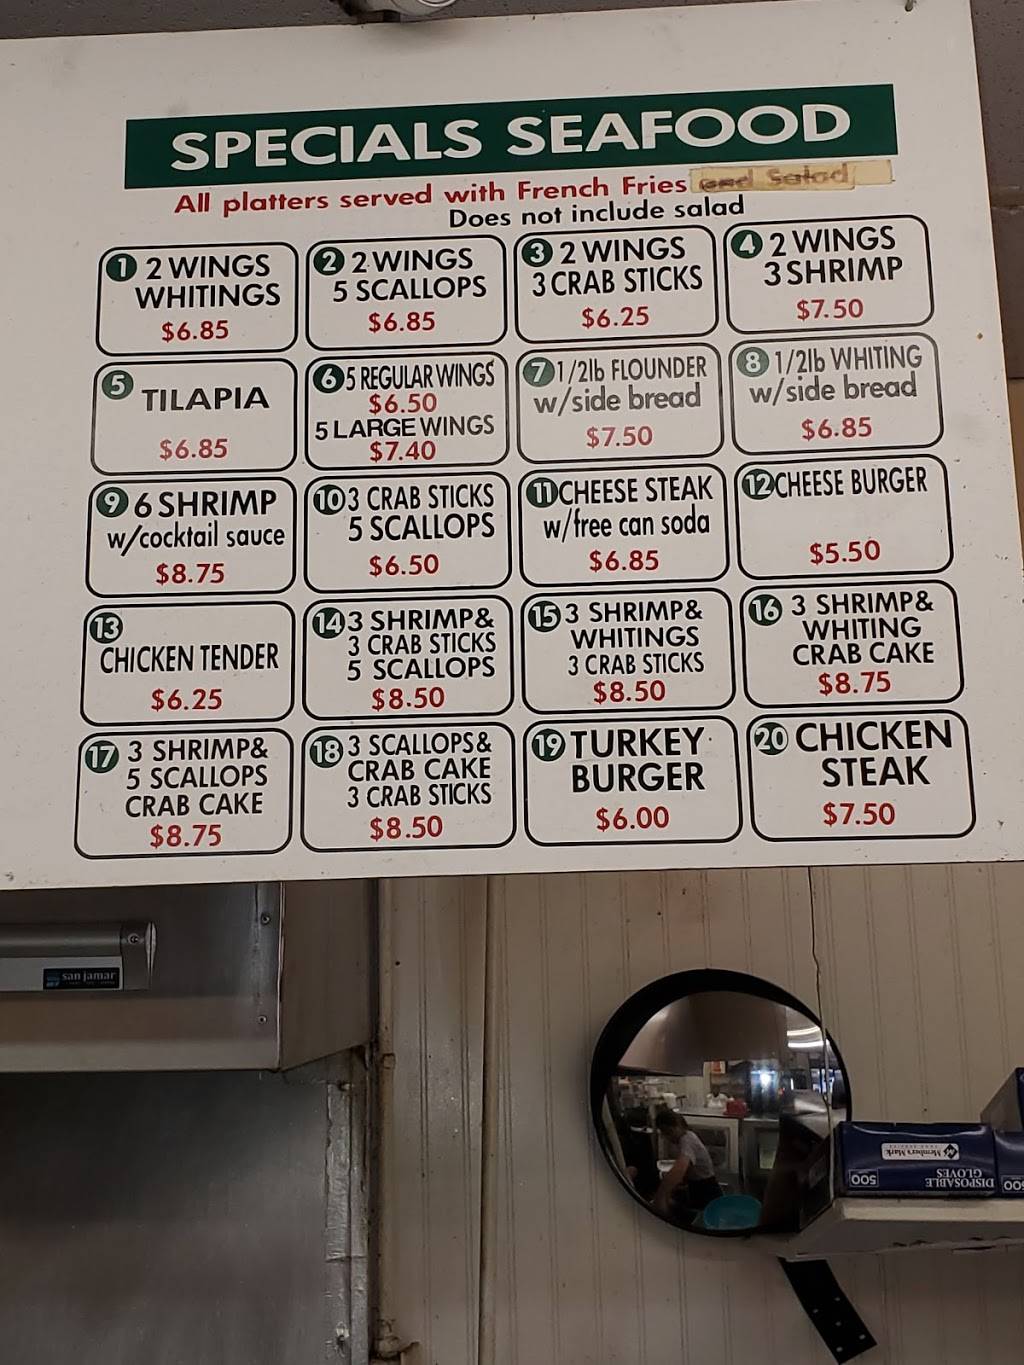 SPECIALS SEAFOOD
All platters served with French Fries and Salad
Does not include salad
1 2 WINGS
WHITINGS
$6.85
2 2 WINGS
5 SCALLOPS
$6.85
3 2 WINGS
3 CRAB STICKS
$6.25
4 2 WINGS
3 SHRIMP
$7.50
5
TILAPIA
$6.85
6 5 REGULAR WINGS
$6.50
5 LARGE WINGS
$7.40
7 1/2lb FLOUNDER
w/side bread
$7.50
8 1/2lb WHITING
w/side bread
$6.85
9 6 SHRIMP
w/cocktail sauce
$8.75
10 3 CRAB STICKS
5 SCALLOPS
$6.50
11 CHEESE STEAK
w/free can soda
$6.85
12 CHEESE BURGER
$5.50
13
CHICKEN TENDER
$6.25
14 3 SHRIMP&
3 CRAB STICKS
5 SCALLOPS
$8.50
15 3 SHRIMP&
WHITINGS
3 CRAB STICKS
$8.50
16 3 SHRIMP&
WHITING
CRAB CAKE
$8.75
17 3 SHRIMP&
5 SCALLOPS
CRAB CAKE
$8.75
18 3 SCALLOPS&
CRAB CAKE
3 CRAB STICKS
$8.50
19 TURKEY
BURGER
$6.00
20 CHICKEN
STEAK
$7.50
san jamar
Member's Mark
DISPOSABLE
GLOVES
500
500